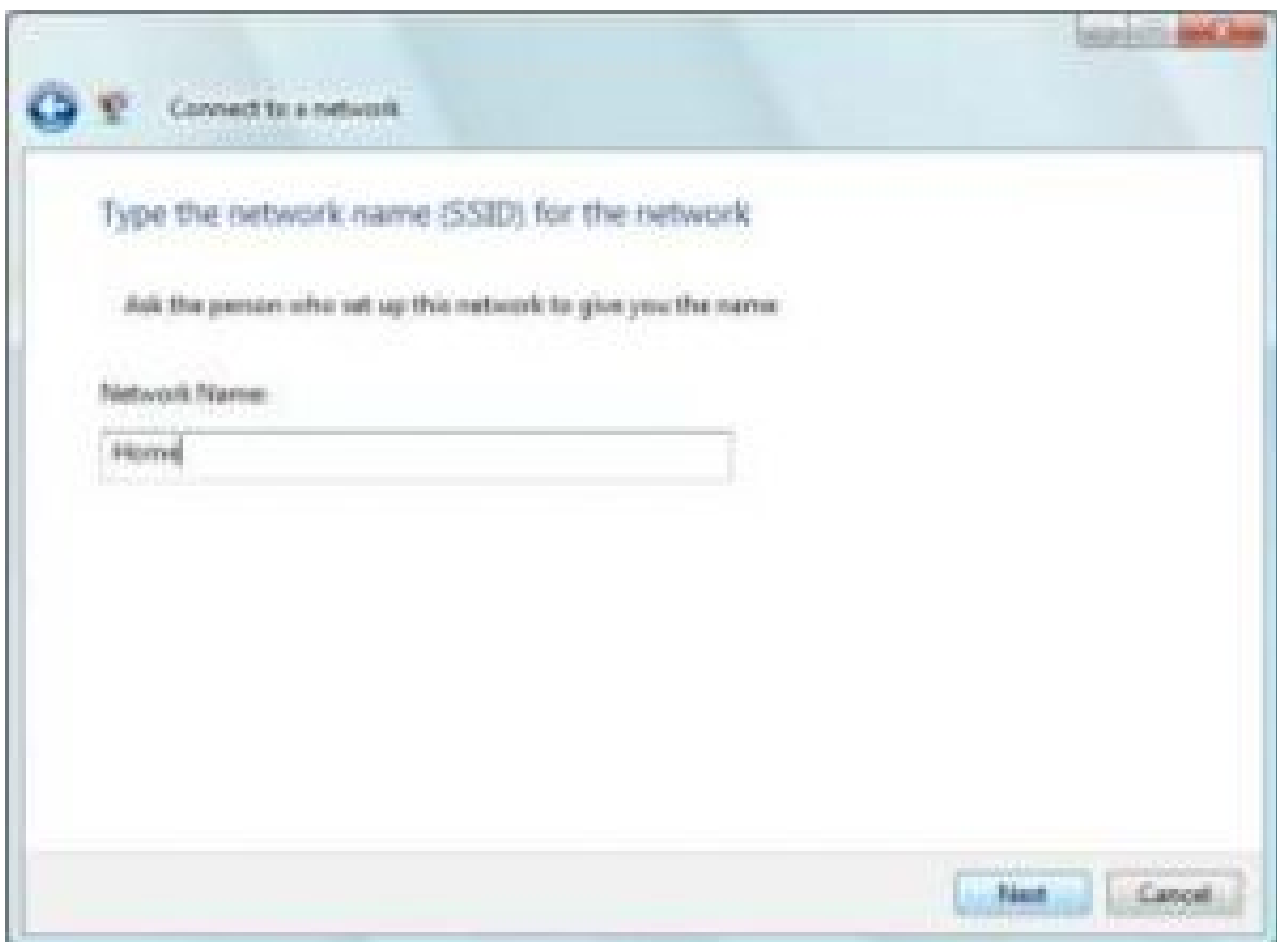 Connect to a network
Type the network name (SSID) for the network
Ask the person who set up this network to give you the name
Network Name:
Home
Next
Cancel